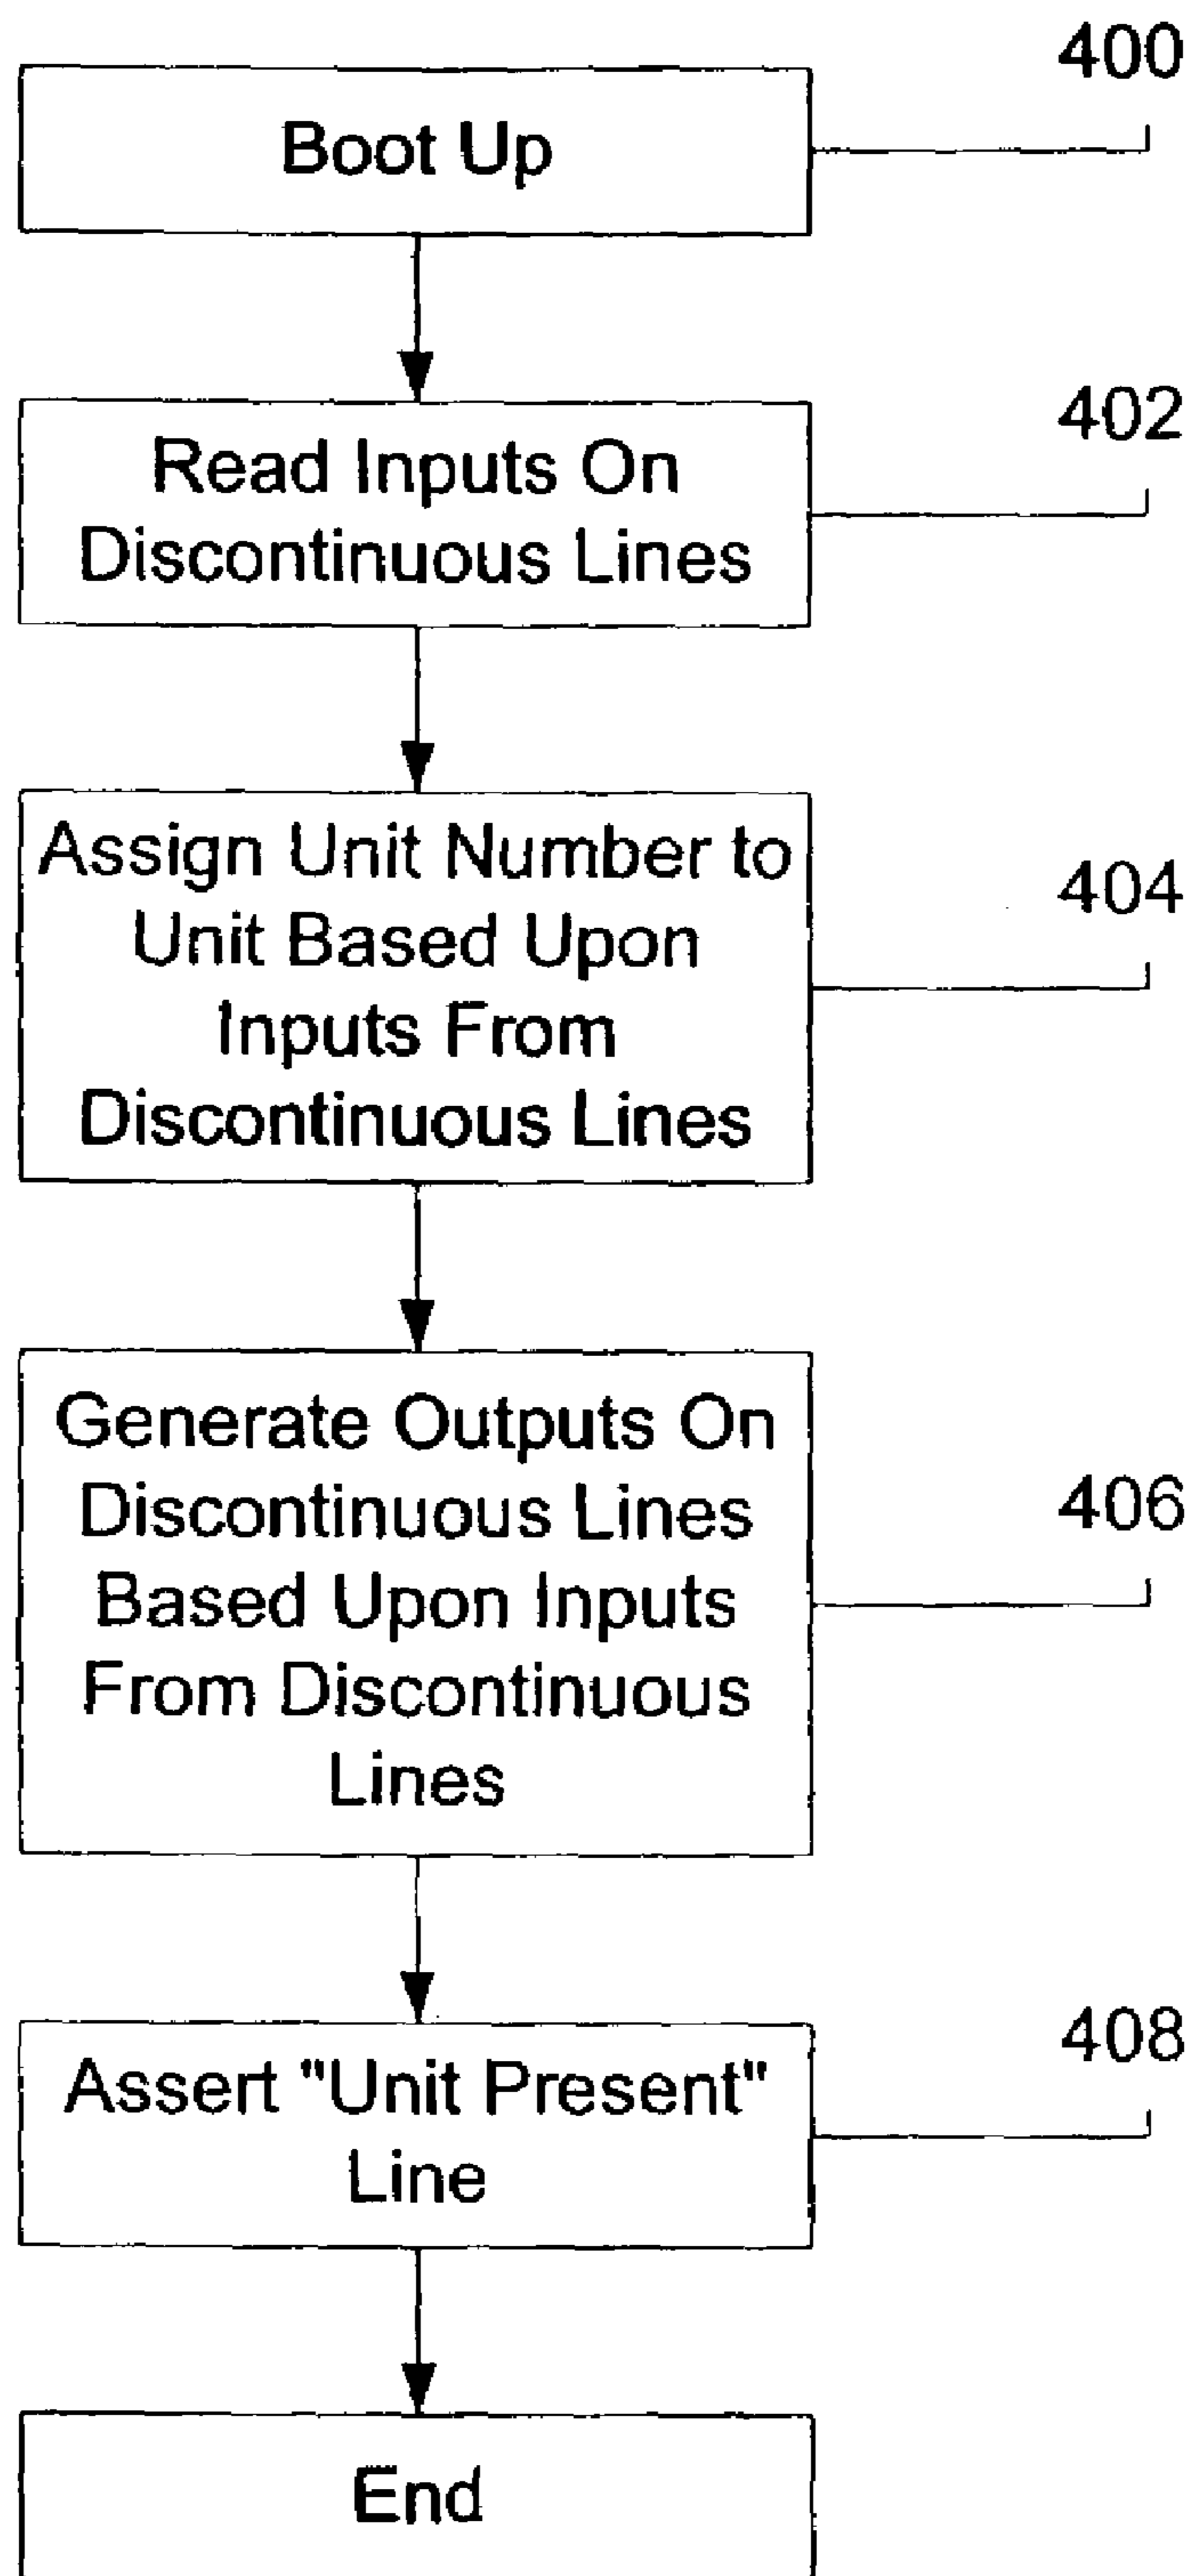 400
Boot Up
402
Read Inputs On
Discontinuous Lines
404
Assign Unit Number to
Unit Based Upon
Inputs From
Discontinuous Lines
406
Generate Outputs On
Discontinuous Lines
Based Upon Inputs
From Discontinuous
Lines
408
Assert "Unit Present"
Line
End